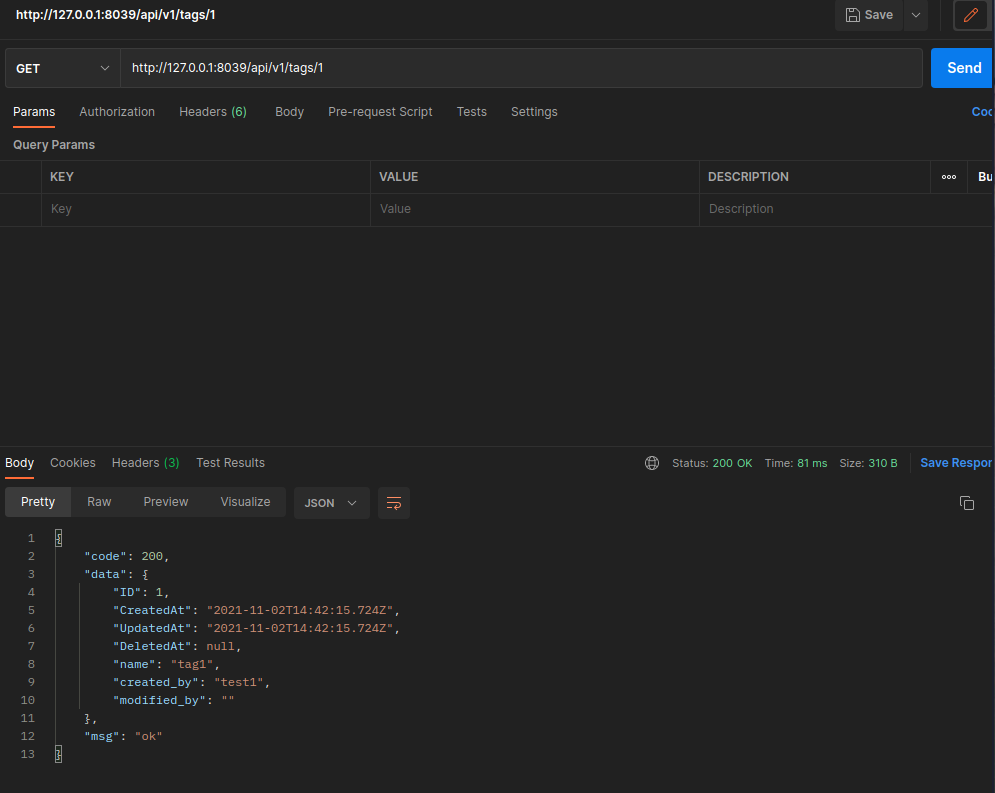 http://127.0.0.1:8039/api/v1/tags/1 Save
GET http://127.0.0.1:8039/api/v1/tags/1 Send
Params Authorization Headers (6) Body Pre-request Script Tests Settings
Query Params
KEY VALUE DESCRIPTION
Key Value Description
Body Cookies Headers (3) Test Results Status: 200 OK Time: 81 ms Size: 310 B Save Respor
Pretty Raw Preview Visualize JSON
1 {
2 "code": 200,
3 "data": {
4 "ID": 1,
5 "CreatedAt": "2021-11-02T14:42:15.724Z",
6 "UpdatedAt": "2021-11-02T14:42:15.724Z",
7 "DeletedAt": null,
8 "name": "tag1",
9 "created_by": "test1",
10 "modified_by": ""
11 },
12 "msg": "ok"
13 }